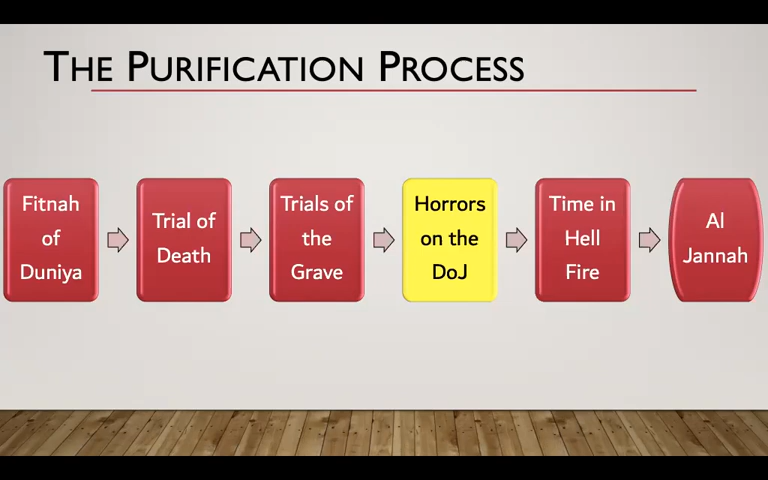 THE PURIFICATION PROCESS
Fitnah
of
Duniya
Trial of
Death
Trials of
the
Grave
Horrors
on the
DoJ
Time in
Hell
Fire
Al
Jannah